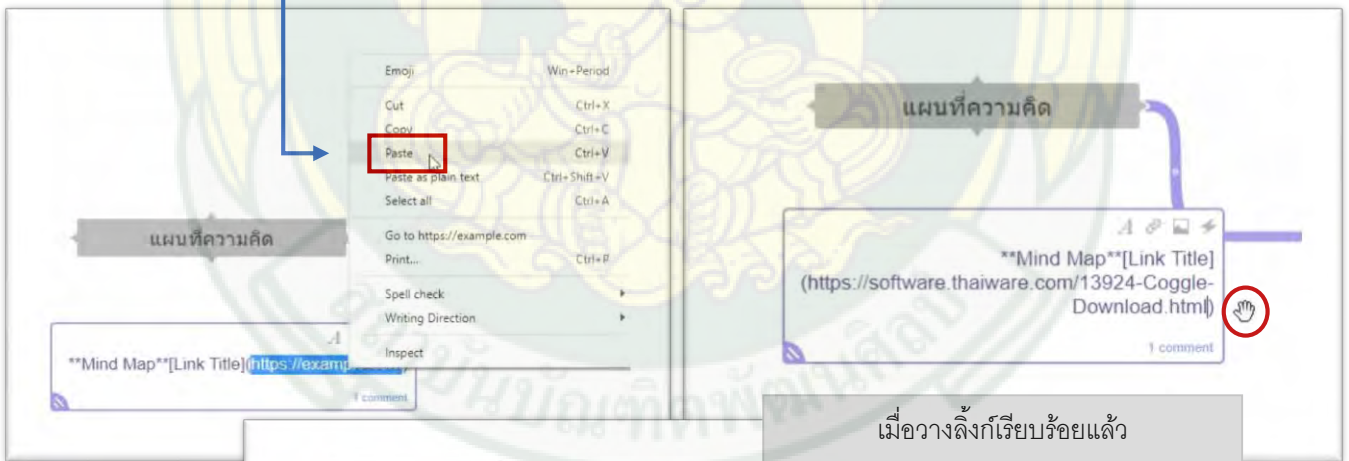 Emoji Win+Period
Cut Ctrl+X
Copy Ctrl+C
Paste Ctrl+V
Paste as plain text Ctrl+Shift+V
Select all Ctrl+A
Go to https://example.com
Print... Ctrl+P
Spell check
Writing Direction
Inspect
แผนที่ความคิด
**Mind Map**[Link Title](https://examp
1 comment
แผนที่ความคิด
**Mind Map**[Link Title]
(https://software.thaiware.com/13924-Coggle-
Download.html)
1 comment
เมื่อวางลิ้งก์เรียบร้อยแล้ว